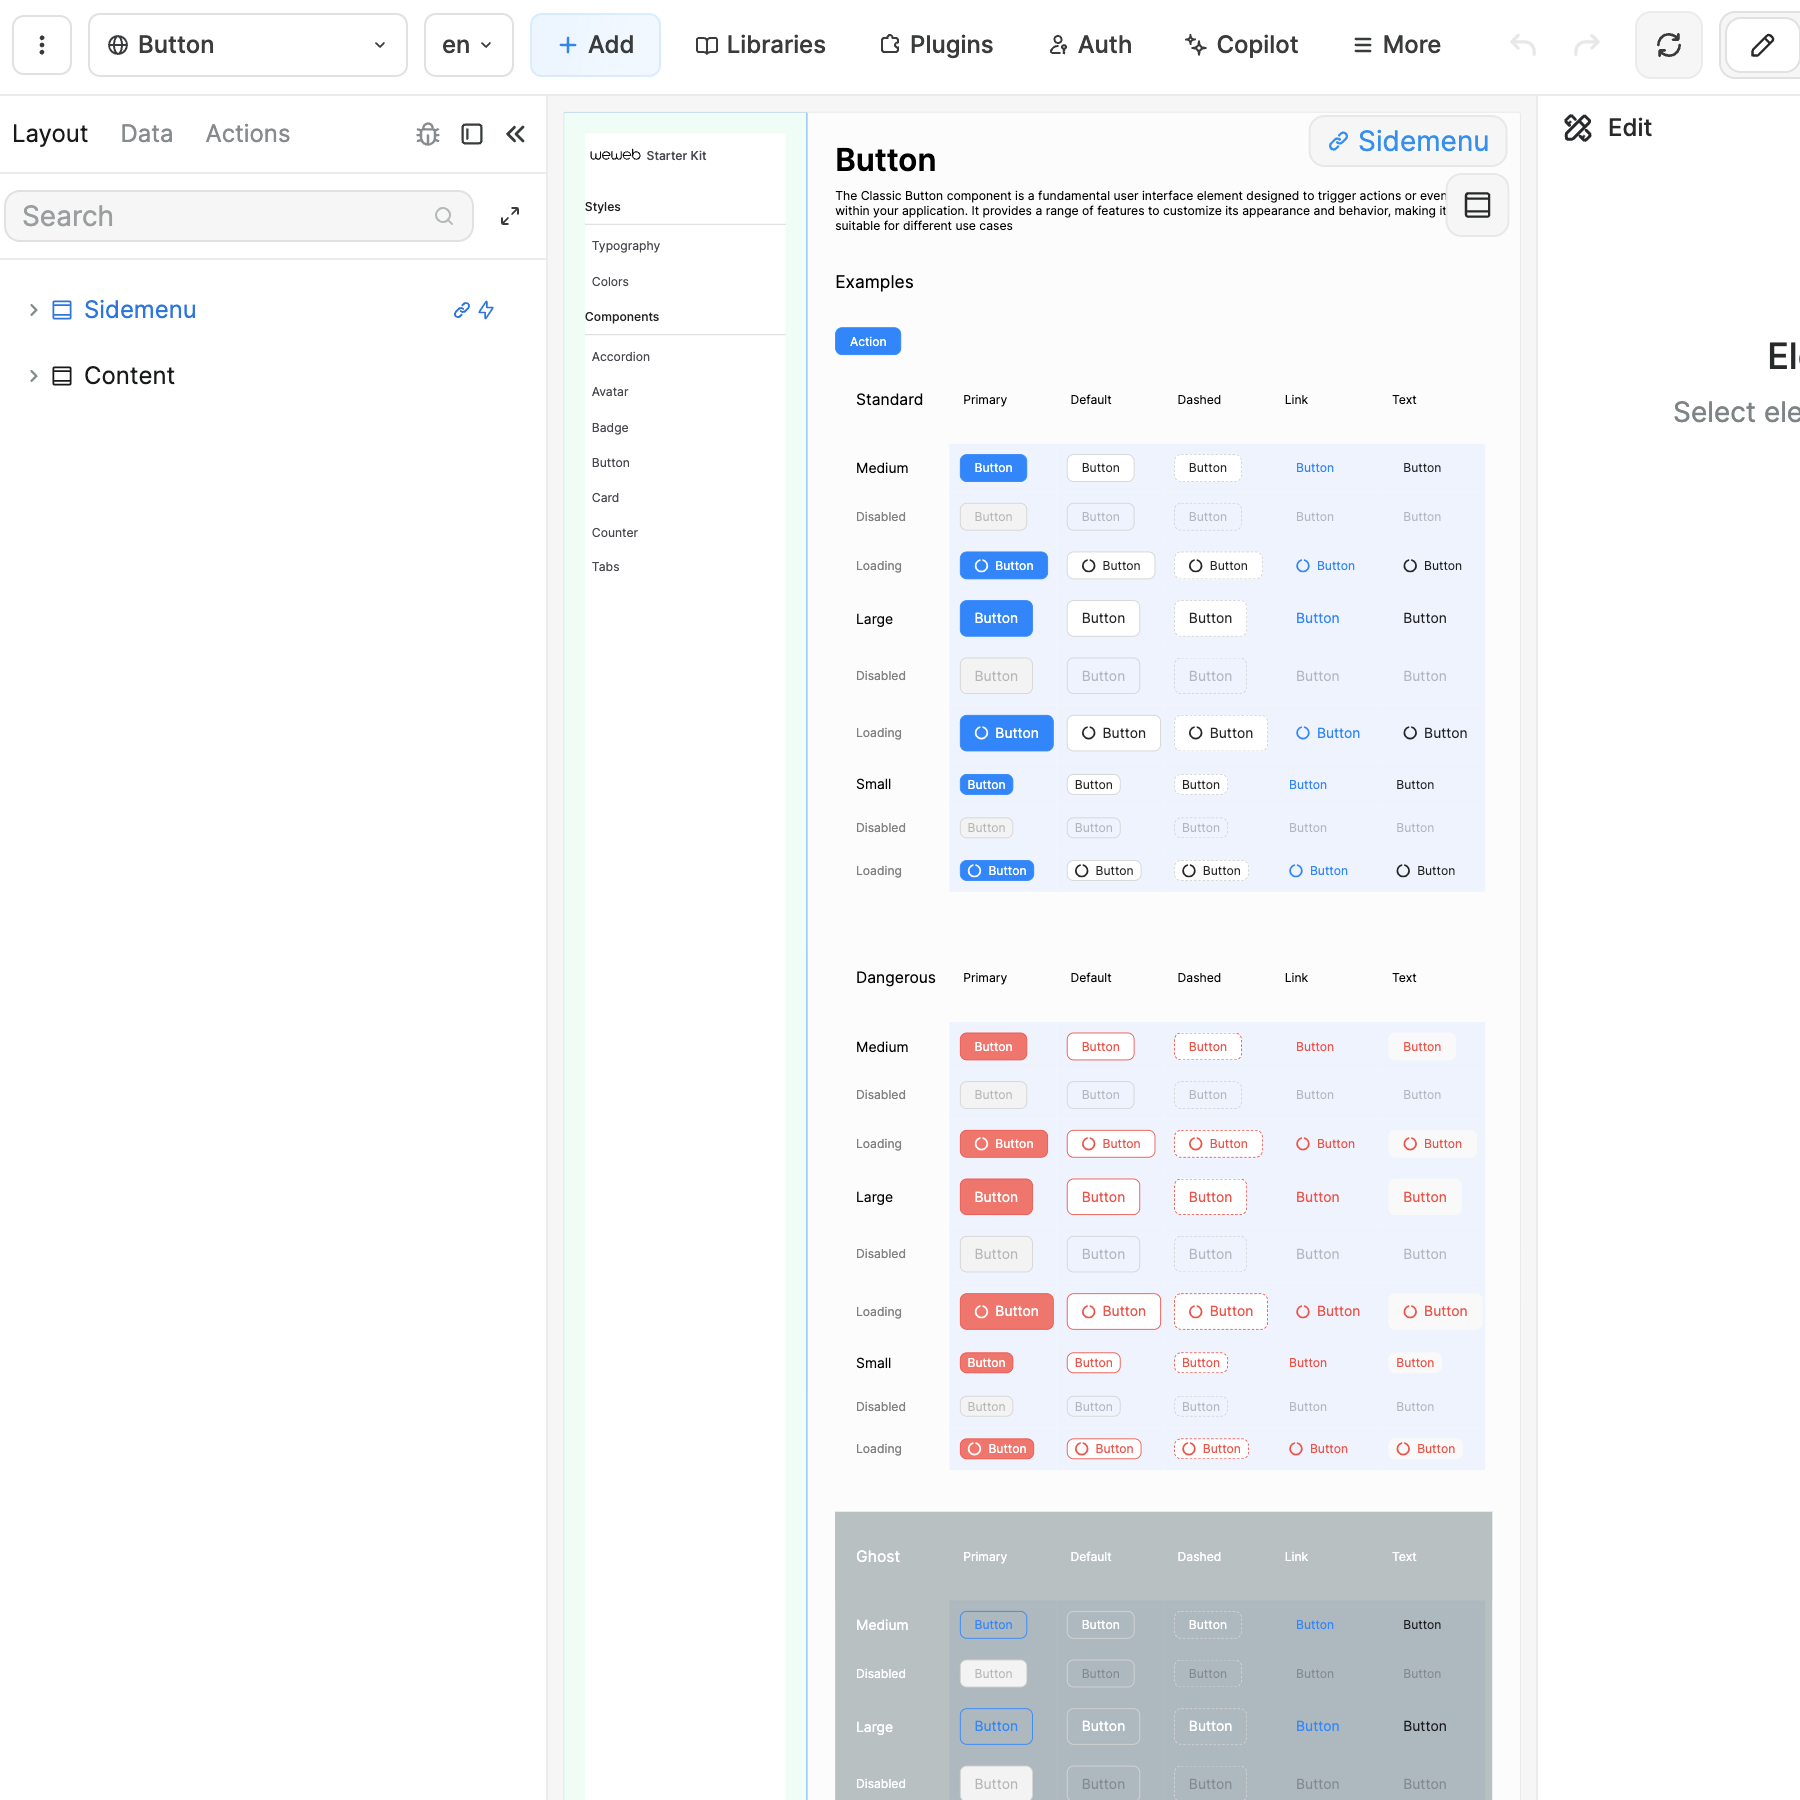 Button
en
Add
Libraries
Plugins
Auth
Copilot
More
Layout
Data
Actions
Search
Sidemenu
Content
weweb Starter Kit
Styles
Typography
Colors
Components
Accordion
Avatar
Badge
Button
Card
Counter
Tabs
Sidemenu
Button
The Classic Button component is a fundamental user interface element designed to trigger actions or even
within your application. It provides a range of features to customize its appearance and behavior, making it
suitable for different use cases
Examples
Action
Standard Primary Default Dashed Link Text
Medium Button Button Button Button Button
Disabled Button Button Button Button Button
Loading Button Button Button Button Button
Large Button Button Button Button Button
Disabled Button Button Button Button Button
Loading Button Button Button Button Button
Small Button Button Button Button Button
Disabled Button Button Button Button Button
Loading Button Button Button Button Button
Dangerous Primary Default Dashed Link Text
Medium Button Button Button Button Button
Disabled Button Button Button Button Button
Loading Button Button Button Button Button
Large Button Button Button Button Button
Disabled Button Button Button Button Button
Loading Button Button Button Button Button
Small Button Button Button Button Button
Disabled Button Button Button Button Button
Loading Button Button Button Button Button
Ghost Primary Default Dashed Link Text
Medium Button Button Button Button Button
Disabled Button Button Button Button Button
Large Button Button Button Button Button
Disabled Button Button Button Button Button
Edit
Select ele